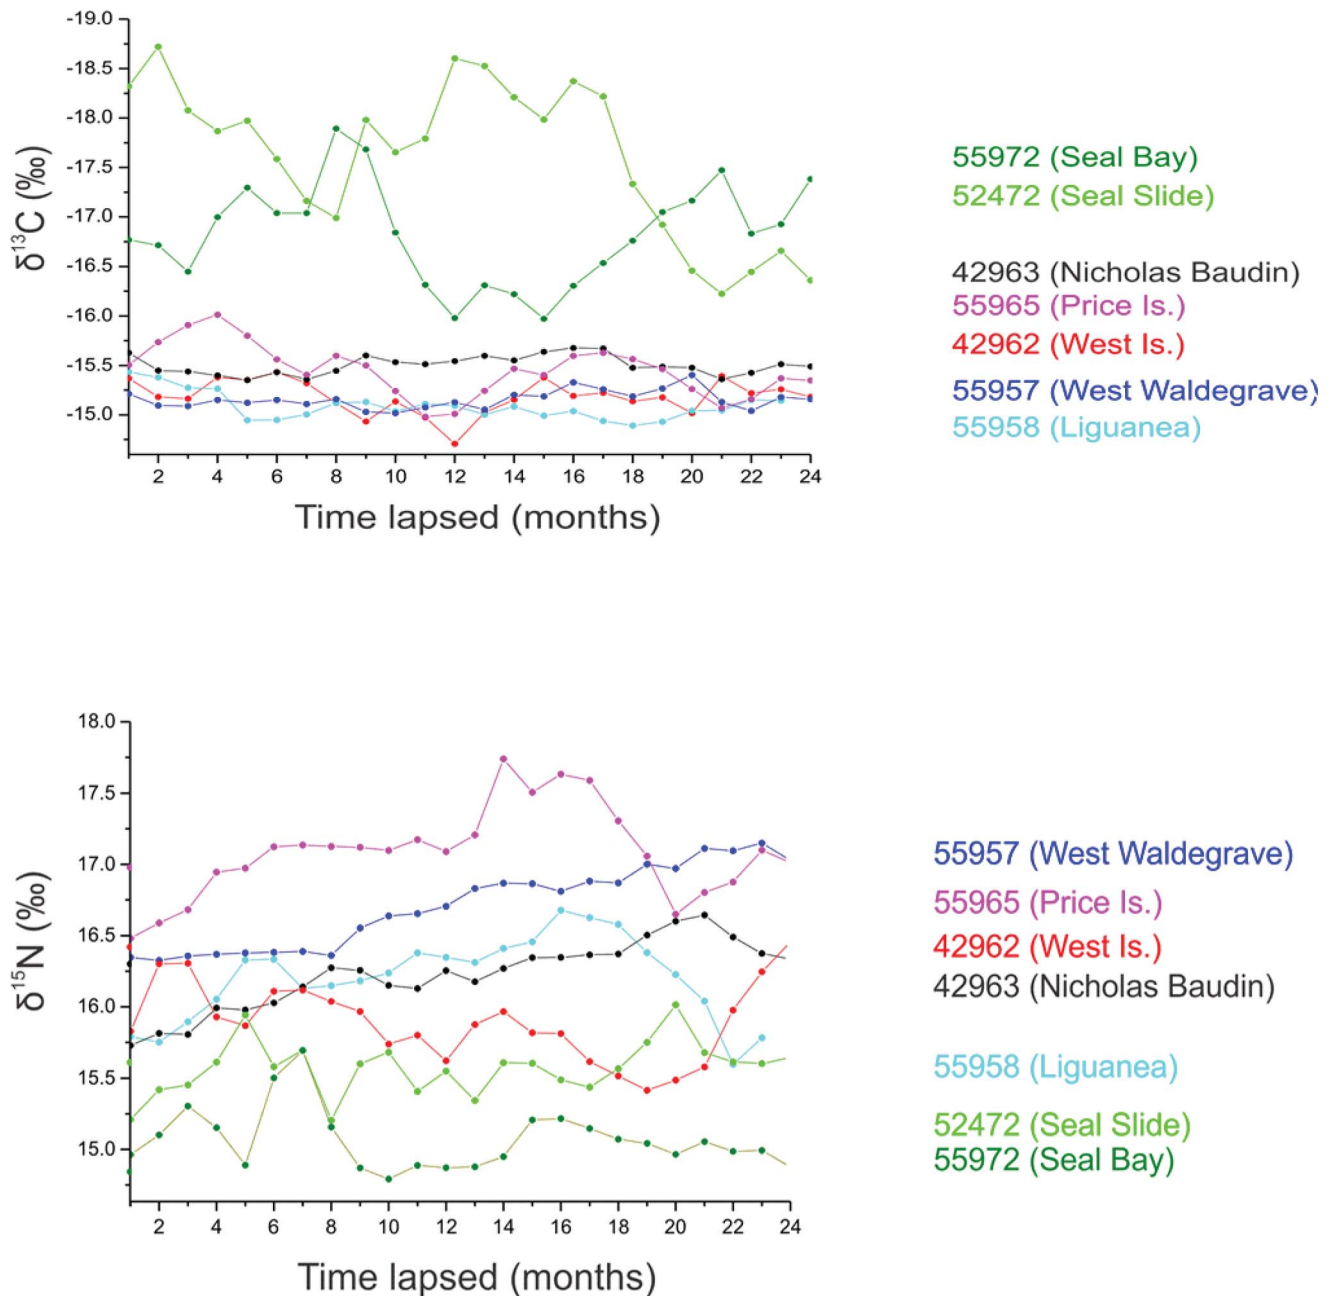 -19.0
-18.5
-18.0
-17.5
-17.0
-16.5
-16.0
-15.5
-15.0
δ¹³C (‰)
2 4 6 8 10 12 14 16 18 20 22 24
Time lapsed (months)
55972 (Seal Bay)
52472 (Seal Slide)
42963 (Nicholas Baudin)
55965 (Price Is.)
42962 (West Is.)
55957 (West Waldegrave)
55958 (Liguanea)
18.0
17.5
17.0
16.5
16.0
15.5
15.0
δ¹⁵N (‰)
2 4 6 8 10 12 14 16 18 20 22 24
Time lapsed (months)
55957 (West Waldegrave)
55965 (Price Is.)
42962 (West Is.)
42963 (Nicholas Baudin)
55958 (Liguanea)
52472 (Seal Slide)
55972 (Seal Bay)